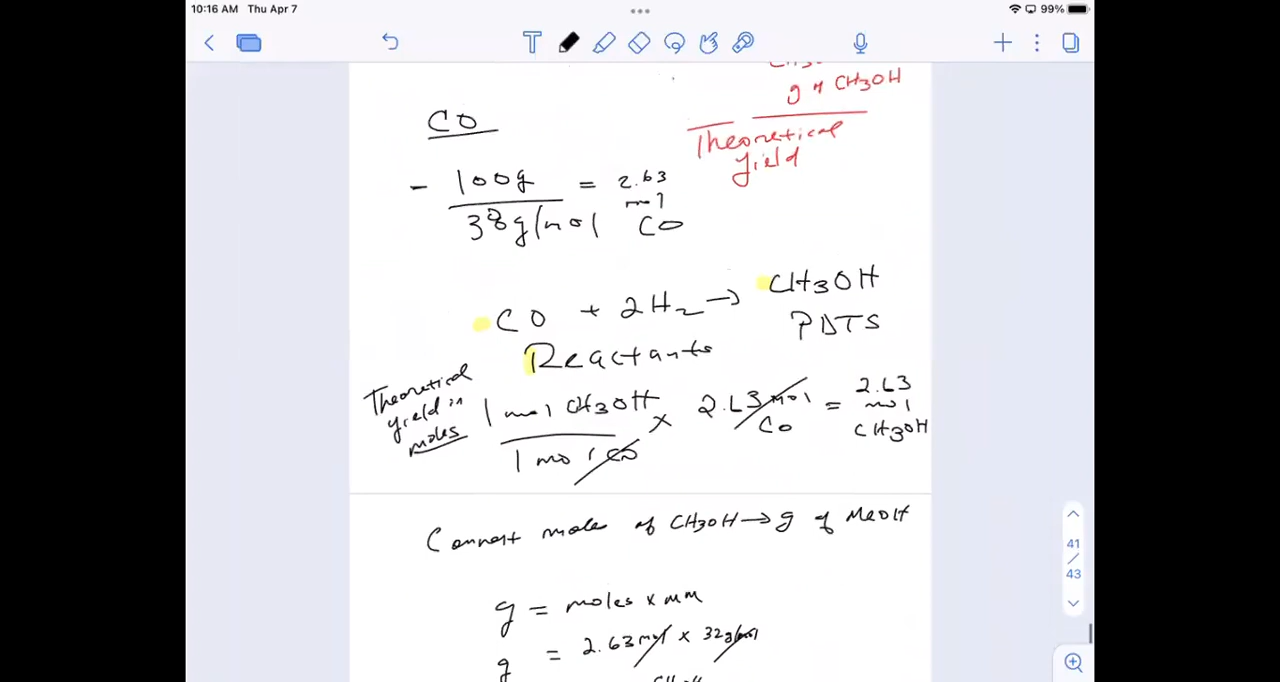 10:16 AM Thu Apr 7
99%
g of CH3OH
Theoretical
yield
CO
- 100g = 2.63
mol
38g/mol CO
CO + 2H2 → CH3OH
Reactants PDTS
Theoretical
yield in
moles
1 mol CH3OH × 2.63 mol = 2.63
CO mol
1 mol CO CH3OH
Convert moles of CH3OH → g of MeOH
g = moles × MM
g = 2.63 mol × 32g/mol
41
/
43